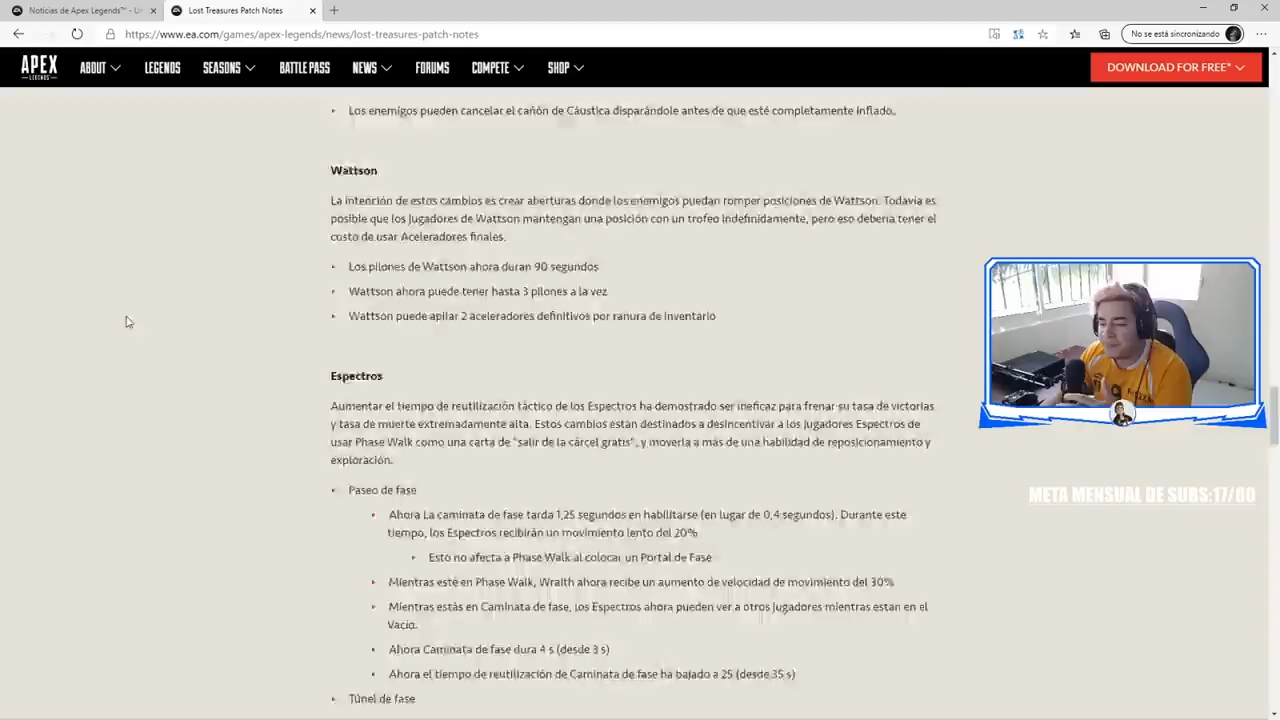 Noticias de Apex Legends™ - Un
Lost Treasures Patch Notes
https://www.ea.com/games/apex-legends/news/lost-treasures-patch-notes
No se está sincronizando
APEX
LEGENDS
ABOUT
LEGENDS
SEASONS
BATTLE PASS
NEWS
FORUMS
COMPETE
SHOP
DOWNLOAD FOR FREE*
• Los enemigos pueden cancelar el cañón de Cáustica disparándole antes de que esté completamente inflado.
Wattson
La intención de estos cambios es crear aberturas donde los enemigos puedan romper posiciones de Wattson. Todavía es
posible que los Jugadores de Wattson mantengan una posición con un trofeo indefinidamente, pero eso debería tener el
costo de usar Aceleradores finales.
• Los pilones de Wattson ahora duran 90 segundos
• Wattson ahora puede tener hasta 3 pilones a la vez
• Wattson puede apilar 2 aceleradores definitivos por ranura de inventario
Espectros
Aumentar el tiempo de reutilización táctico de los Espectros ha demostrado ser ineficaz para frenar su tasa de victorias
y tasa de muerte extremadamente alta. Estos cambios están destinados a desincentivar a los Jugadores Espectros de
usar Phase Walk como una carta de "salir de la cárcel gratis", y moverla a más de una habilidad de reposicionamiento y
exploración.
• Paseo de fase
• Ahora La caminata de fase tarda 1,25 segundos en habilitarse (en lugar de 0,4 segundos). Durante este
tiempo, los Espectros recibirán un movimiento lento del 20%
• Esto no afecta a Phase Walk al colocar un Portal de Fase
• Mientras esté en Phase Walk, Wraith ahora recibe un aumento de velocidad de movimiento del 30%
• Mientras estás en Caminata de fase, los Espectros ahora pueden ver a otros Jugadores mientras están en el
Vacío.
• Ahora Caminata de fase dura 4 s (desde 3 s)
• Ahora el tiempo de reutilización de Caminata de fase ha bajado a 25 (desde 35 s)
• Túnel de fase
META MENSUAL DE SUBS:17/80